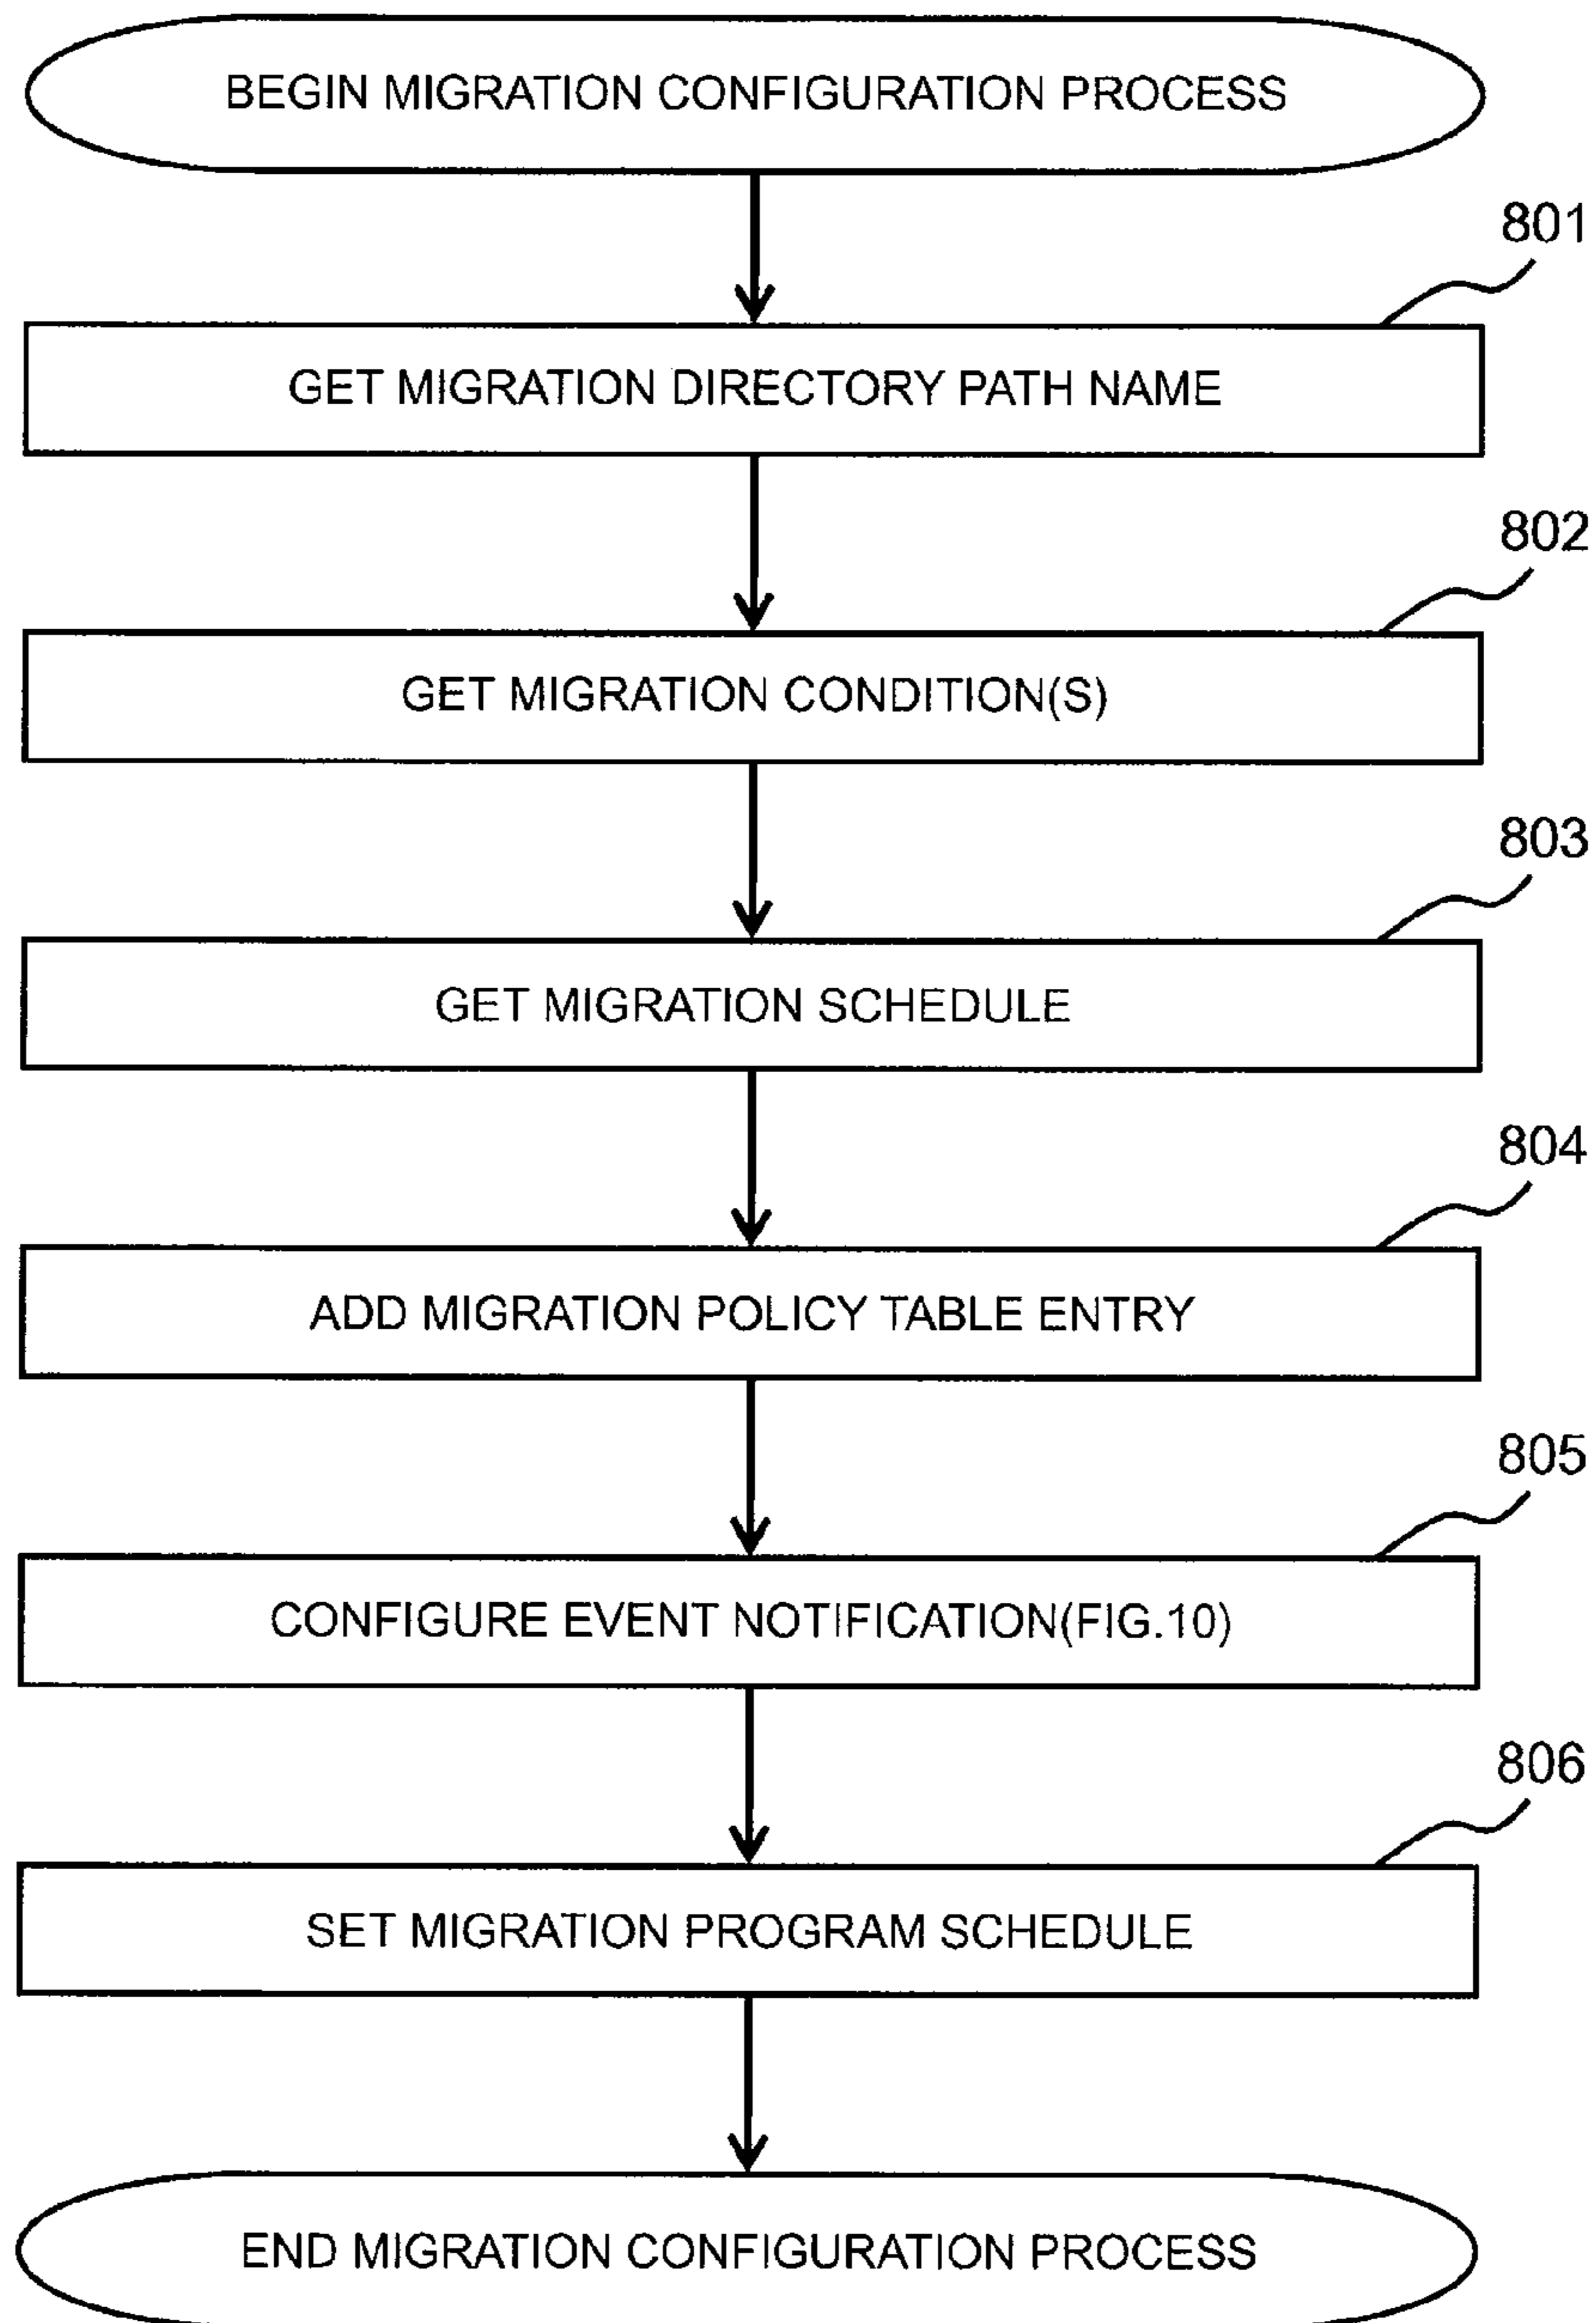 BEGIN MIGRATION CONFIGURATION PROCESS
801
GET MIGRATION DIRECTORY PATH NAME
802
GET MIGRATION CONDITION(S)
803
GET MIGRATION SCHEDULE
804
ADD MIGRATION POLICY TABLE ENTRY
805
CONFIGURE EVENT NOTIFICATION(FIG.10)
806
SET MIGRATION PROGRAM SCHEDULE
END MIGRATION CONFIGURATION PROCESS